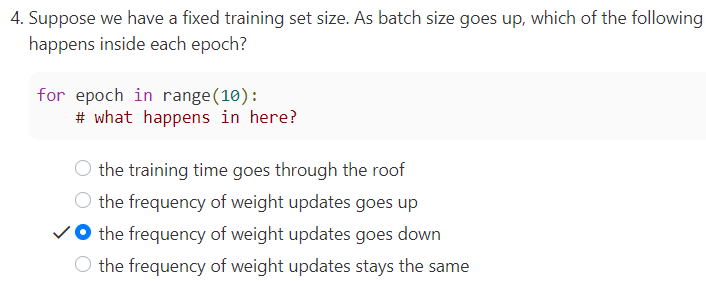 4. Suppose we have a fixed training set size. As batch size goes up, which of the following
happens inside each epoch?
for epoch in range(10):
    # what happens in here?
the training time goes through the roof
the frequency of weight updates goes up
the frequency of weight updates goes down
the frequency of weight updates stays the same